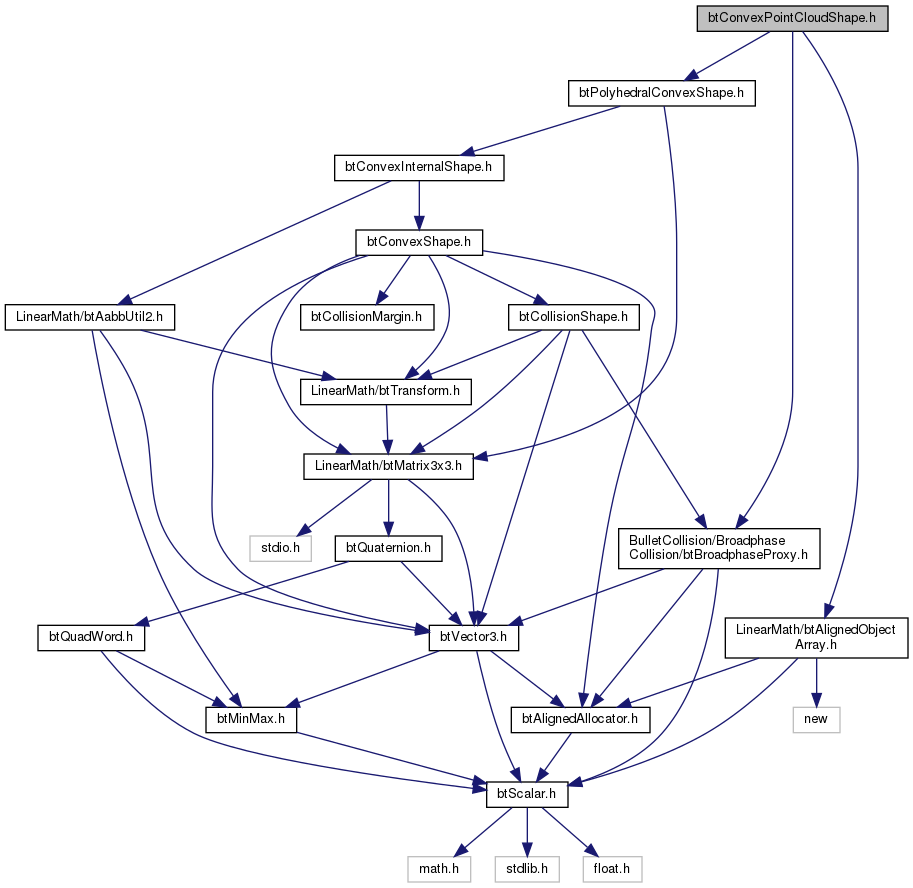 btConvexPointCloudShape.h
btPolyhedralConvexShape.h
btConvexInternalShape.h
btConvexShape.h
LinearMath/btAabbUtil2.h
btCollisionMargin.h
btCollisionShape.h
LinearMath/btTransform.h
LinearMath/btMatrix3x3.h
stdio.h
btQuaternion.h
BulletCollision/Broadphase
Collision/btBroadphaseProxy.h
btQuadWord.h
btVector3.h
LinearMath/btAlignedObject
Array.h
btMinMax.h
btAlignedAllocator.h
new
btScalar.h
math.h
stdlib.h
float.h